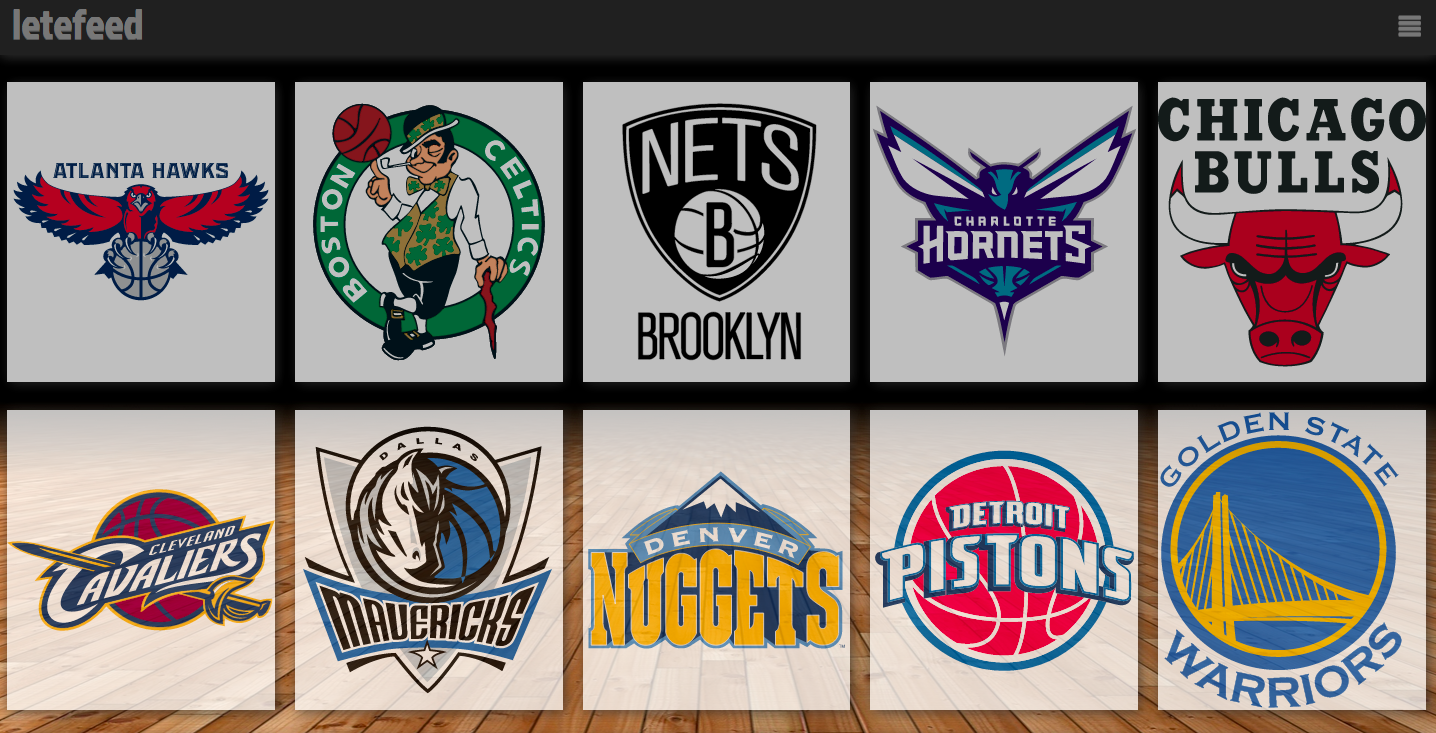 letefeed
ATLANTA HAWKS
BOSTON CELTICS
NETS
B
BROOKLYN
CHARLOTTE
HORNETS
CHICAGO
BULLS
CLEVELAND
CAVALIERS
DALLAS
MAVERICKS
DENVER
NUGGETS
TM
DETROIT
PISTONS
GOLDEN STATE
WARRIORS